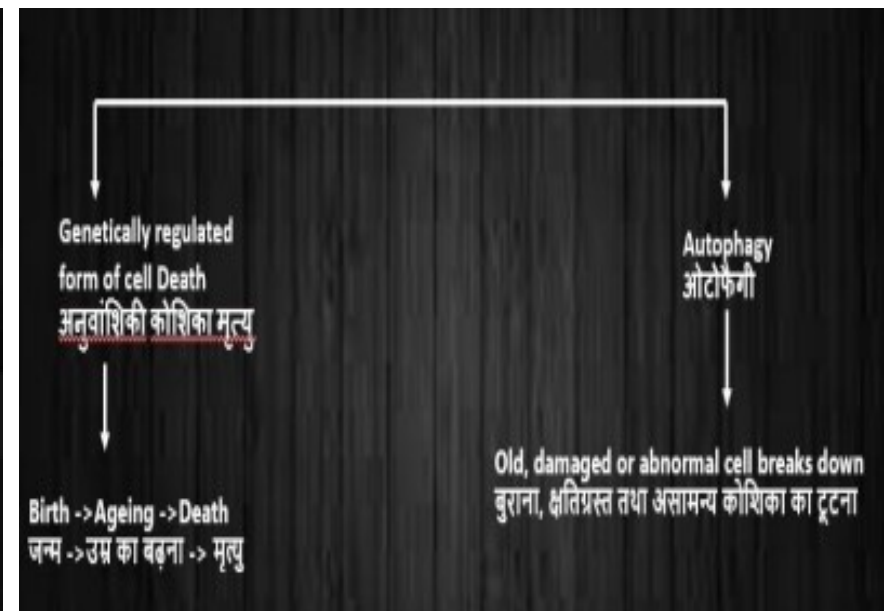 Genetically regulated
form of cell Death
अनुवांशिकी कोशिका मृत्यु
Birth ->Ageing ->Death
जन्म ->उम्र का बढ़ना -> मृत्यु
Autophagy
ओटोफैगी
Old, damaged or abnormal cell breaks down
बुराना, क्षतिग्रस्त तथा असामन्य कोशिका का टूटना